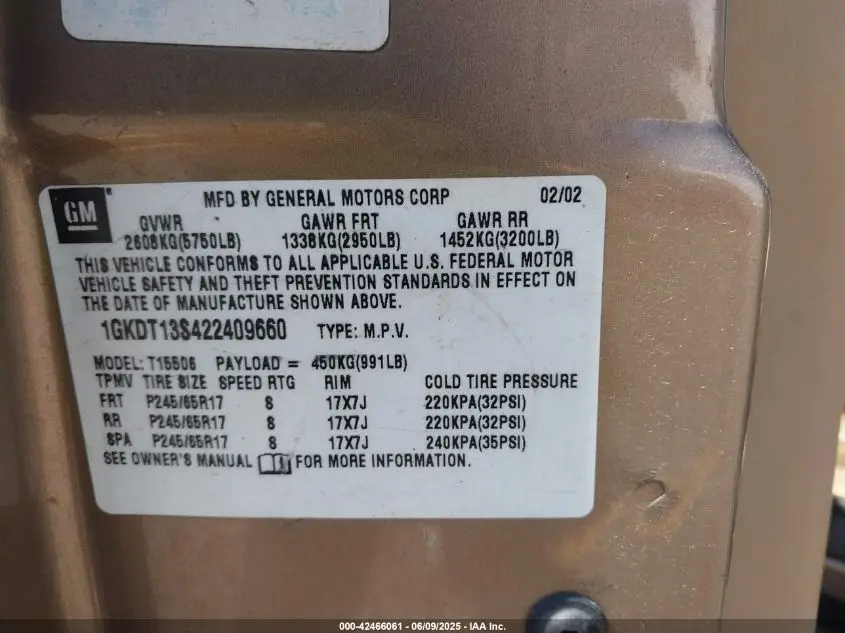 GM
MFD BY GENERAL MOTORS CORP 02/02
GVWR GAWR FRT GAWR RR
2608KG(5750LB) 1338KG(2950LB) 1452KG(3200LB)
THIS VEHICLE CONFORMS TO ALL APPLICABLE U.S. FEDERAL MOTOR
VEHICLE SAFETY AND THEFT PREVENTION STANDARDS IN EFFECT ON
THE DATE OF MANUFACTURE SHOWN ABOVE.
1GKDT13S422409660 TYPE: M.P.V.
MODEL: T15506 PAYLOAD = 450KG(991LB)
TPMV TIRE SIZE SPEED RTG RIM COLD TIRE PRESSURE
FRT P245/65R17 S 17X7J 220KPA(32PSI)
RR P245/65R17 S 17X7J 220KPA(32PSI)
SPA P245/65R17 S 17X7J 240KPA(35PSI)
SEE OWNER'S MANUAL FOR MORE INFORMATION.
000-42466061 - 06/09/2025 - IAA Inc.